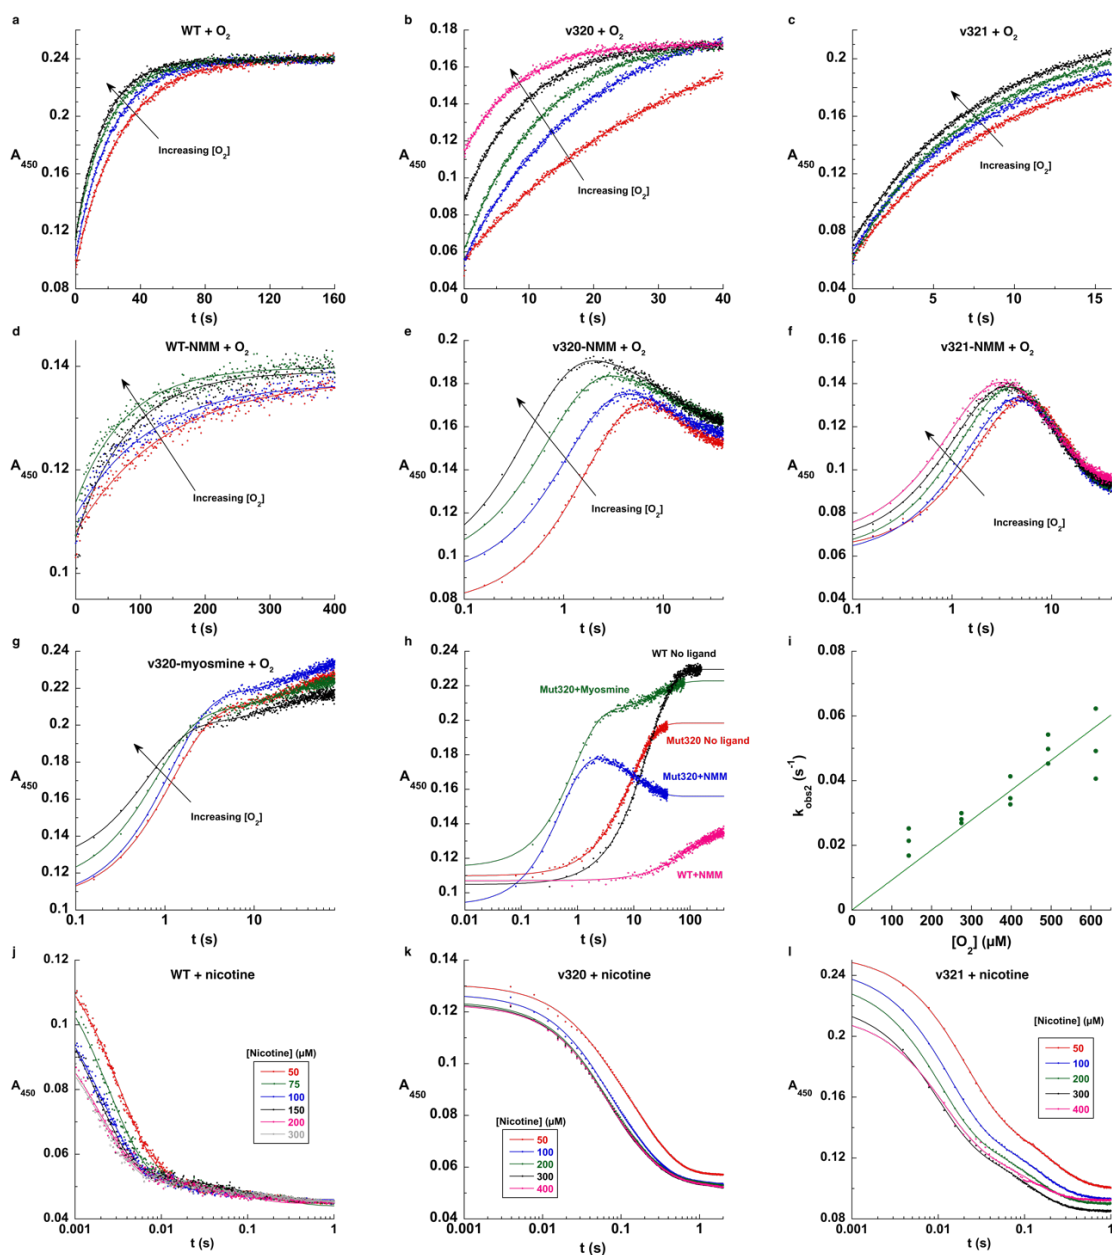 a
WT + O2
0.24
0.2
0.16
0.12
0.08
A450
Increasing [O2]
0
40
80
120
160
t (s)
b
v320 + O2
0.18
0.16
0.14
0.12
0.1
0.08
0.06
0.04
A450
Increasing [O2]
0
10
20
30
40
t (s)
c
v321 + O2
0.2
0.16
0.12
0.08
0.04
A450
Increasing [O2]
0
5
10
15
t (s)
d
WT-NMM + O2
0.14
0.12
0.1
A450
Increasing [O2]
0
100
200
300
400
t (s)
e
v320-NMM + O2
0.2
0.18
0.16
0.14
0.12
0.1
0.08
A450
Increasing [O2]
0.1
1
10
t (s)
f
v321-NMM + O2
0.16
0.14
0.12
0.1
0.08
0.06
0.04
A450
Increasing [O2]
0.1
1
10
t (s)
g
v320-myosmine + O2
0.24
0.22
0.2
0.18
0.16
0.14
0.12
0.1
A450
Increasing [O2]
0.1
1
10
t (s)
h
WT No ligand
Mut320+Myosmine
Mut320 No ligand
Mut320+NMM
WT+NMM
0.22
0.2
0.18
0.16
0.14
0.12
0.1
A450
0.01
0.1
1
10
100
t (s)
i
0.08
0.06
0.04
0.02
0
kobs2 (s-1)
0
100
200
300
400
500
600
[O2] (µM)
j
WT + nicotine
0.12
0.1
0.08
0.06
0.04
A450
[Nicotine] (µM)
50
75
100
150
200
300
0.001
0.01
0.1
1
t (s)
k
v320 + nicotine
0.14
0.12
0.1
0.08
0.06
0.04
A450
[Nicotine] (µM)
50
100
200
300
400
0.001
0.01
0.1
1
t (s)
l
v321 + nicotine
0.24
0.2
0.16
0.12
0.08
A450
[Nicotine] (µM)
50
100
200
300
400
0.001
0.01
0.1
1
t (s)